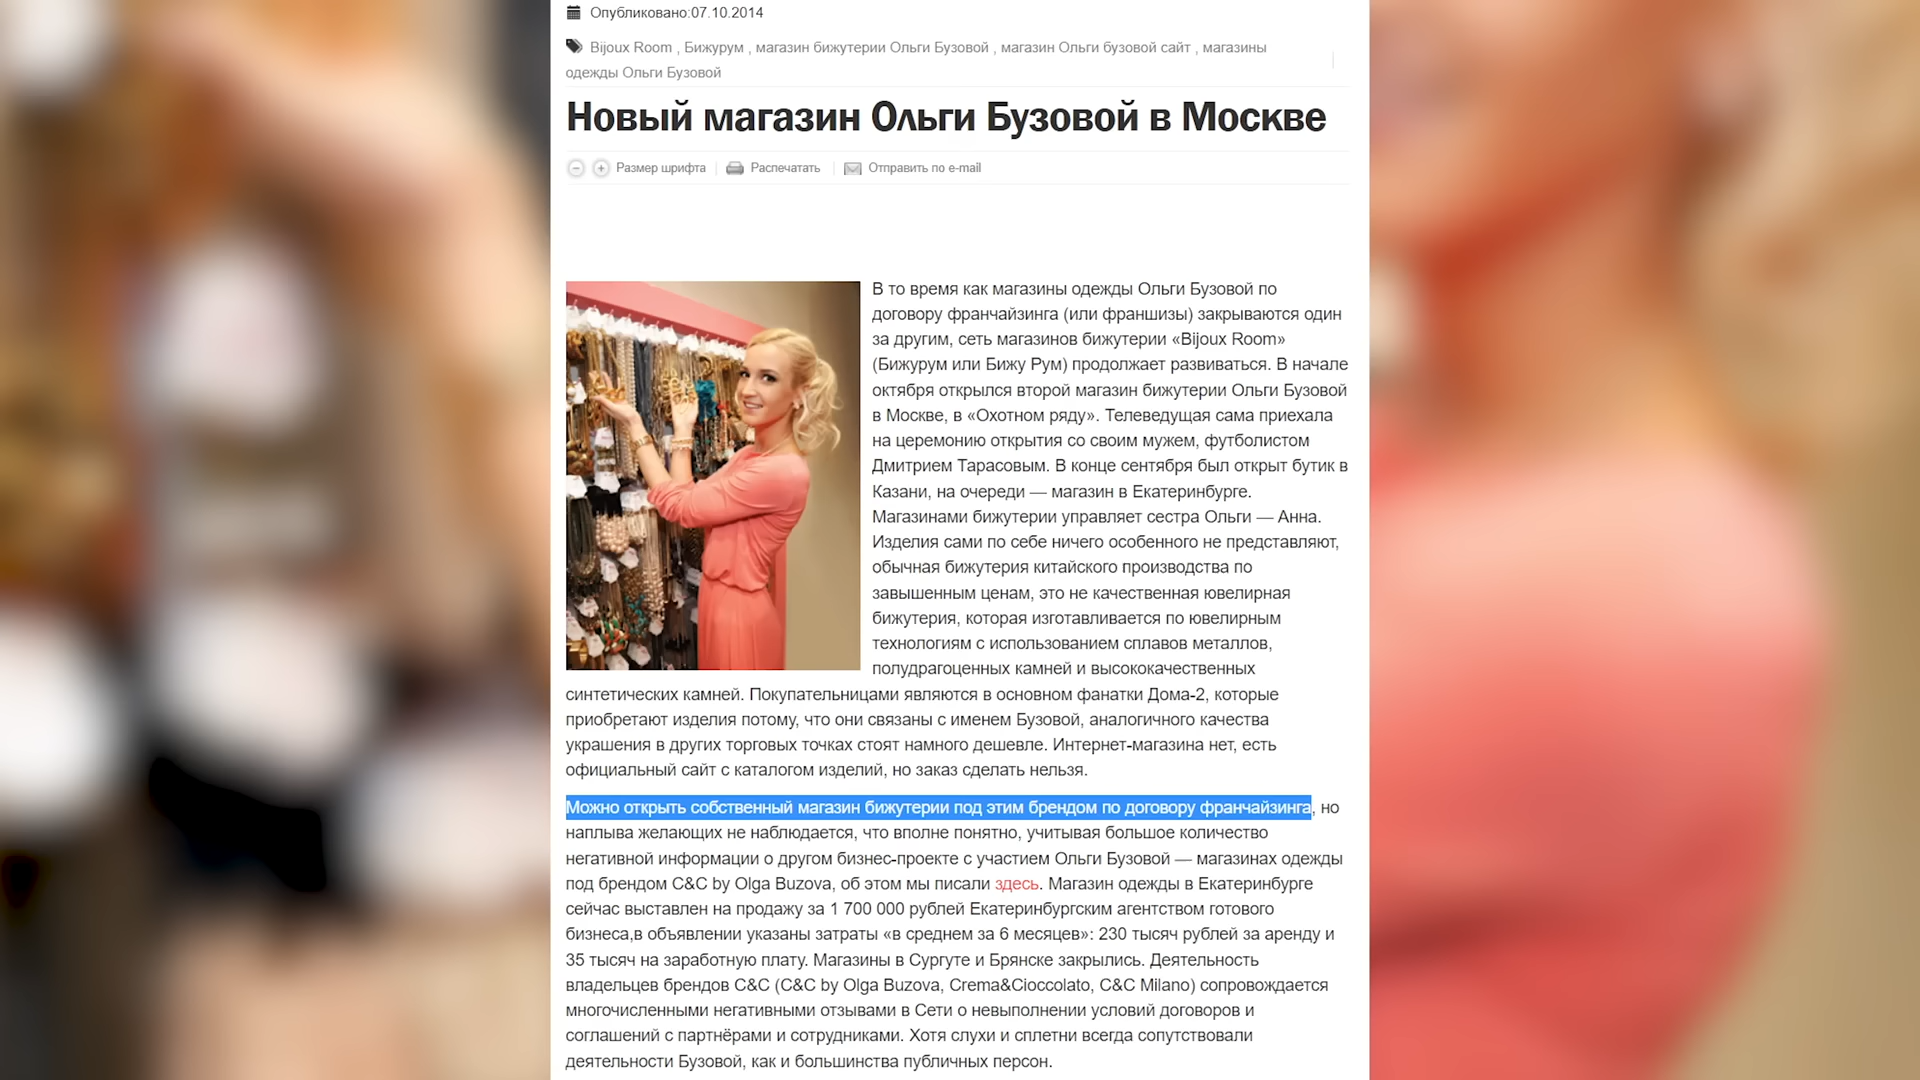 Опубликовано:07.10.2014
Bijoux Room , Бижурум , магазин бижутерии Ольги Бузовой , магазин Ольги бузовой сайт , магазины
одежды Ольги Бузовой
Новый магазин Ольги Бузовой в Москве
Размер шрифта
Распечатать
Отправить по e-mail
В то время как магазины одежды Ольги Бузовой по
договору франчайзинга (или франшизы) закрываются один
за другим, сеть магазинов бижутерии «Bijoux Room»
(Бижурум или Бижу Рум) продолжает развиваться. В начале
октября открылся второй магазин бижутерии Ольги Бузовой
в Москве, в «Охотном ряду». Телеведущая сама приехала
на церемонию открытия со своим мужем, футболистом
Дмитрием Тарасовым. В конце сентября был открыт бутик в
Казани, на очереди — магазин в Екатеринбурге.
Магазинами бижутерии управляет сестра Ольги — Анна.
Изделия сами по себе ничего особенного не представляют,
обычная бижутерия китайского производства по
завышенным ценам, это не качественная ювелирная
бижутерия, которая изготавливается по ювелирным
технологиям с использованием сплавов металлов,
полудрагоценных камней и высококачественных
синтетических камней. Покупательницами являются в основном фанатки Дома-2, которые
приобретают изделия потому, что они связаны с именем Бузовой, аналогичного качества
украшения в других торговых точках стоят намного дешевле. Интернет-магазина нет, есть
официальный сайт с каталогом изделий, но заказ сделать нельзя.
Можно открыть собственный магазин бижутерии под этим брендом по договору франчайзинга, но
наплыва желающих не наблюдается, что вполне понятно, учитывая большое количество
негативной информации о другом бизнес-проекте с участием Ольги Бузовой — магазинах одежды
под брендом C&C by Olga Buzova, об этом мы писали здесь. Магазин одежды в Екатеринбурге
сейчас выставлен на продажу за 1 700 000 рублей Екатеринбургским агентством готового
бизнеса,в объявлении указаны затраты «в среднем за 6 месяцев»: 230 тысяч рублей за аренду и
35 тысяч на заработную плату. Магазины в Сургуте и Брянске закрылись. Деятельность
владельцев брендов C&C (C&C by Olga Buzova, Crema&Cioccolato, C&C Milano) сопровождается
многочисленными негативными отзывами в Сети о невыполнении условий договоров и
соглашений с партнёрами и сотрудниками. Хотя слухи и сплетни всегда сопутствовали
деятельности Бузовой, как и большинства публичных персон.